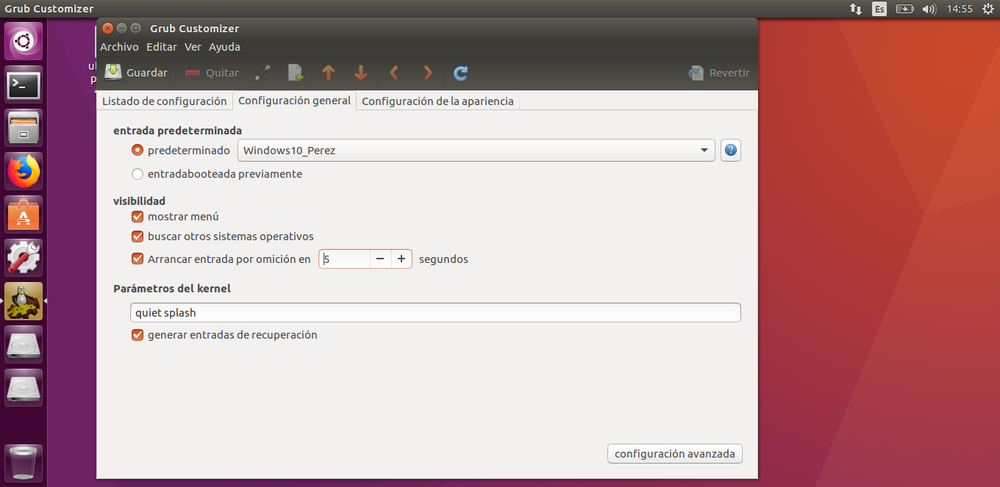 Grub Customizer
Es
14:55
Grub Customizer
Archivo Editar Ver Ayuda
Guardar Quitar Revertir
Listado de configuración Configuración general Configuración de la apariencia
entrada predeterminada
predeterminado Windows10_Perez ?
entradabooteada previamente
visibilidad
mostrar menú
buscar otros sistemas operativos
Arrancar entrada por omición en 5 − + segundos
Parámetros del kernel
quiet splash
generar entradas de recuperación
configuración avanzada